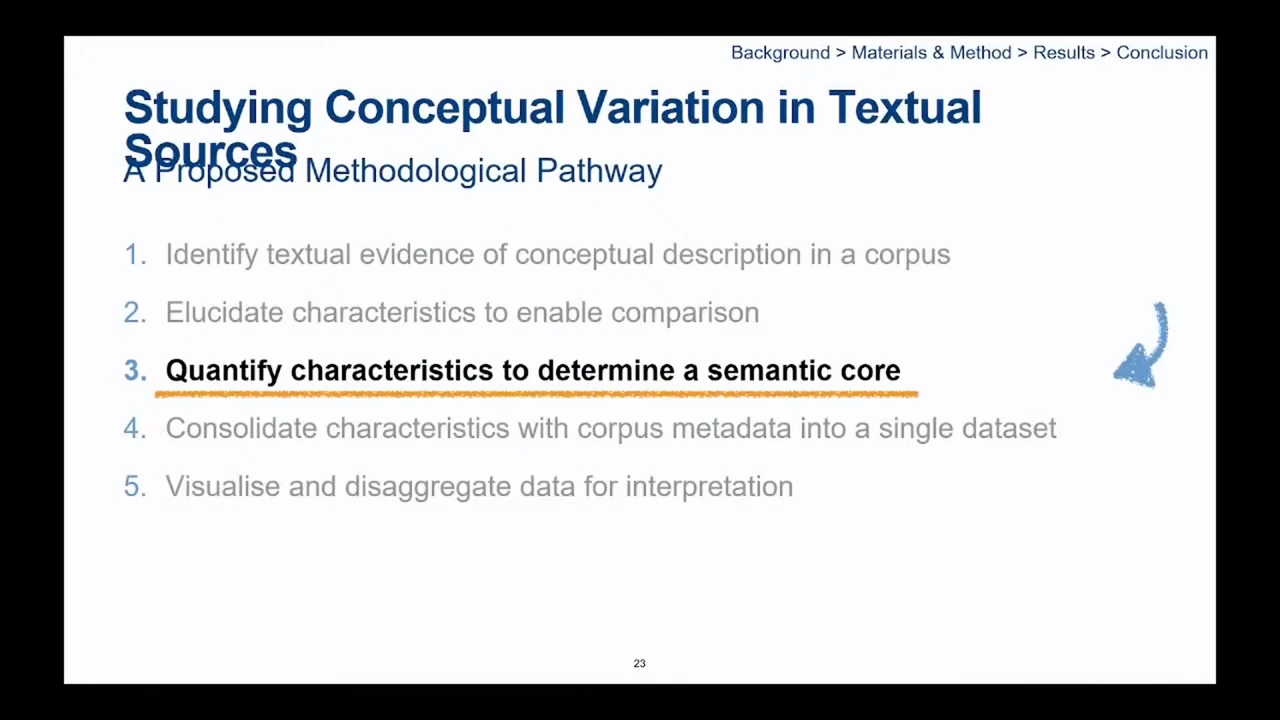 Background > Materials & Method > Results > Conclusion
Studying Conceptual Variation in Textual
Sources
A Proposed Methodological Pathway
1. Identify textual evidence of conceptual description in a corpus
2. Elucidate characteristics to enable comparison
3. Quantify characteristics to determine a semantic core
4. Consolidate characteristics with corpus metadata into a single dataset
5. Visualise and disaggregate data for interpretation
23